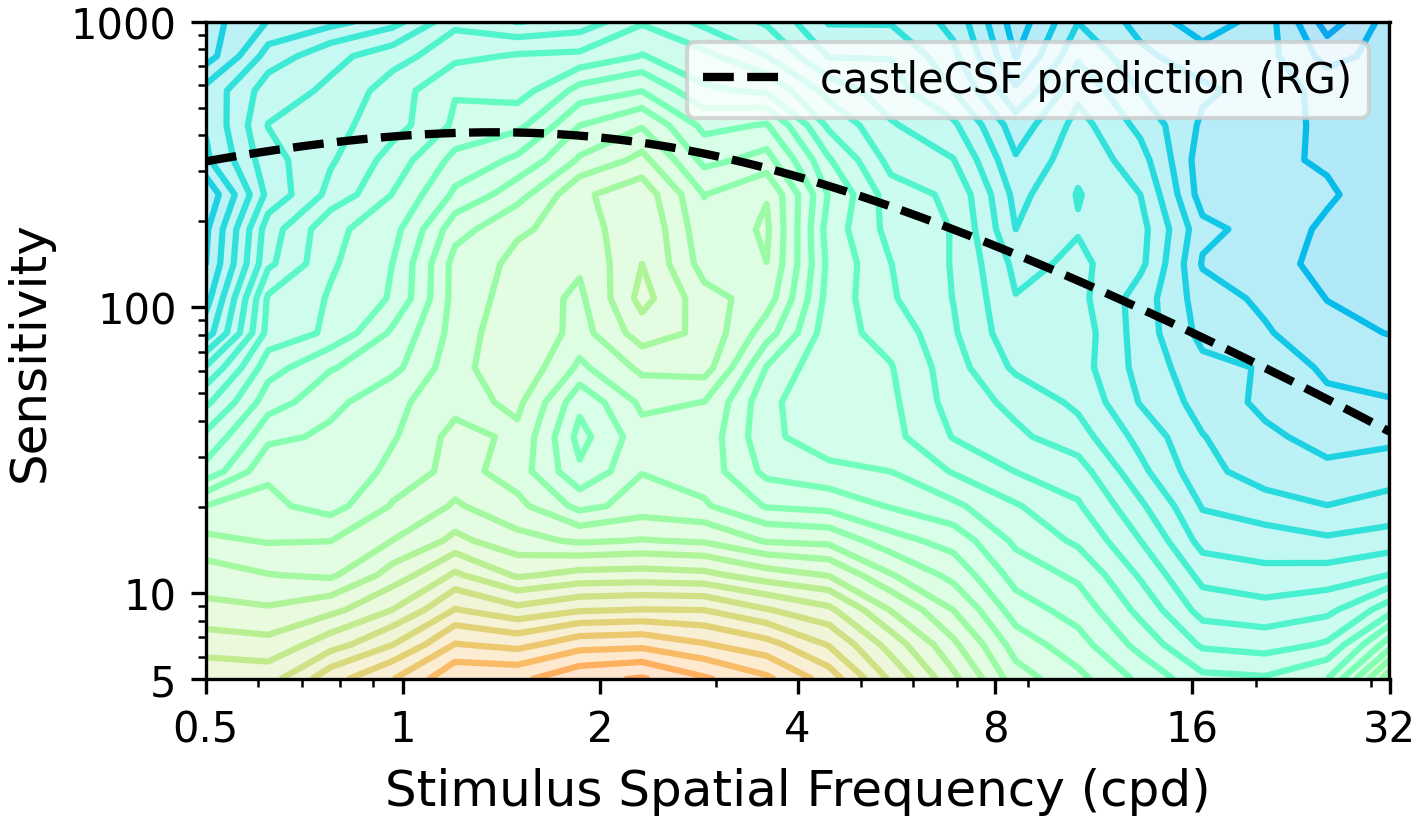 1000
castleCSF prediction (RG)
100
10
5
Sensitivity
0.5 1 2 4 8 16 32
Stimulus Spatial Frequency (cpd)